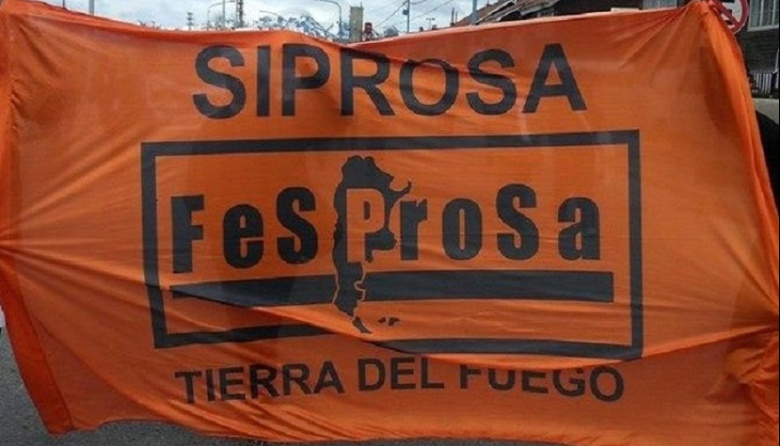 SIPROSA
FeSProSa
TIERRA DEL FUEGO